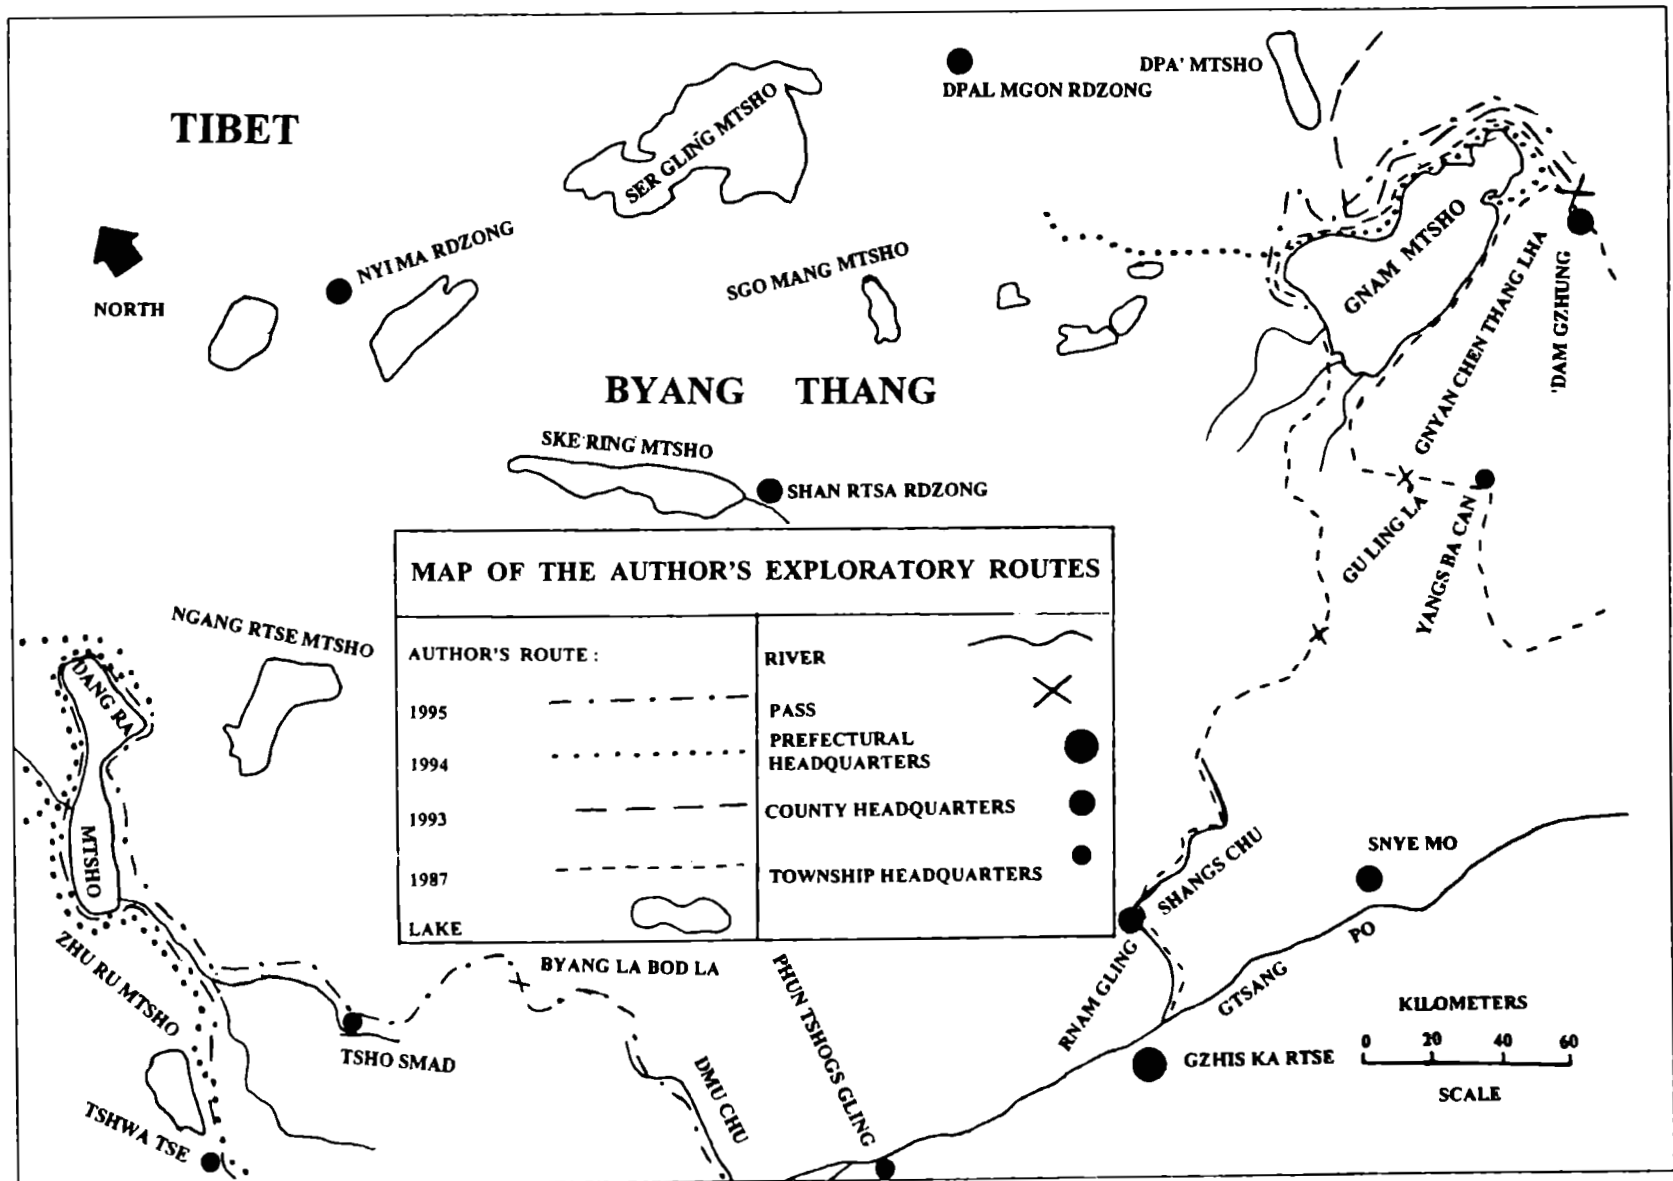 TIBET
NORTH
NYI MA RDZONG
SER GLING MTSHO
DPAL MGON RDZONG
DPA' MTSHO
SGO MANG MTSHO
GNAM MTSHO
GNYAN CHEN THANG LHA
'DAM GZHUNG
BYANG THANG
SKE RING MTSHO
SHAN RTSA RDZONG
GU LING LA
YANGS BA CAN
NGANG RTSE MTSHO
DANG RA
MTSHO
MAP OF THE AUTHOR'S EXPLORATORY ROUTES
AUTHOR'S ROUTE :
1995
1994
1993
1987
LAKE
RIVER
PASS
PREFECTURAL
HEADQUARTERS
COUNTY HEADQUARTERS
TOWNSHIP HEADQUARTERS
SHANGS CHU
SNYE MO
RNAM GLING
GTSANG
PO
ZHU RU MTSHO
BYANG LA BOD LA
PHUN TSHOGS GLING
TSHO SMAD
DMU CHU
GZHIS KA RTSE
TSHWA TSE
KILOMETERS
0 20 40 60
SCALE